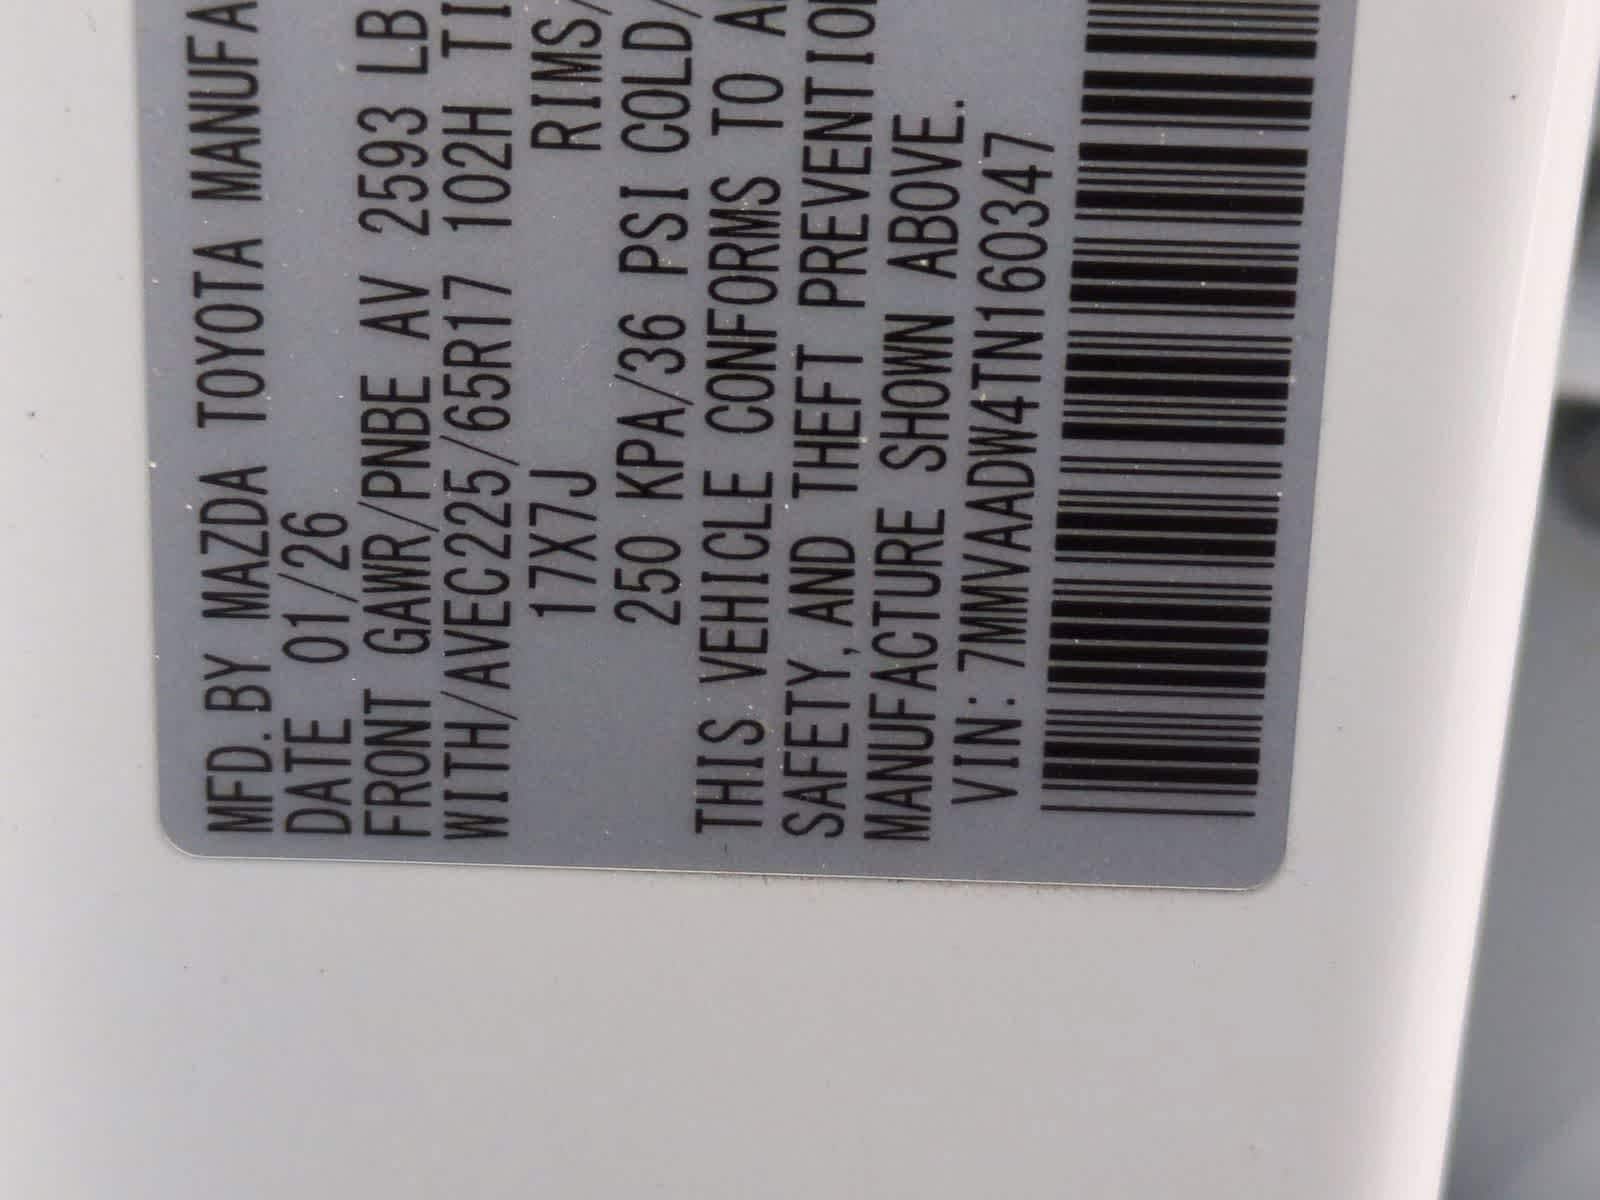 MFD. BY MAZDA TOYOTA MANUFA
DATE 01/26
FRONT GAWR/PNBE AV 2593 LB
WITH/AVEC225/65R17 102H TI
17X7J RIMS/
250 KPA/36 PSI COLD/
THIS VEHICLE CONFORMS TO A
SAFETY, AND THEFT PREVENTION
MANUFACTURE SHOWN ABOVE.
VIN: 7MMVAADW4TN160347